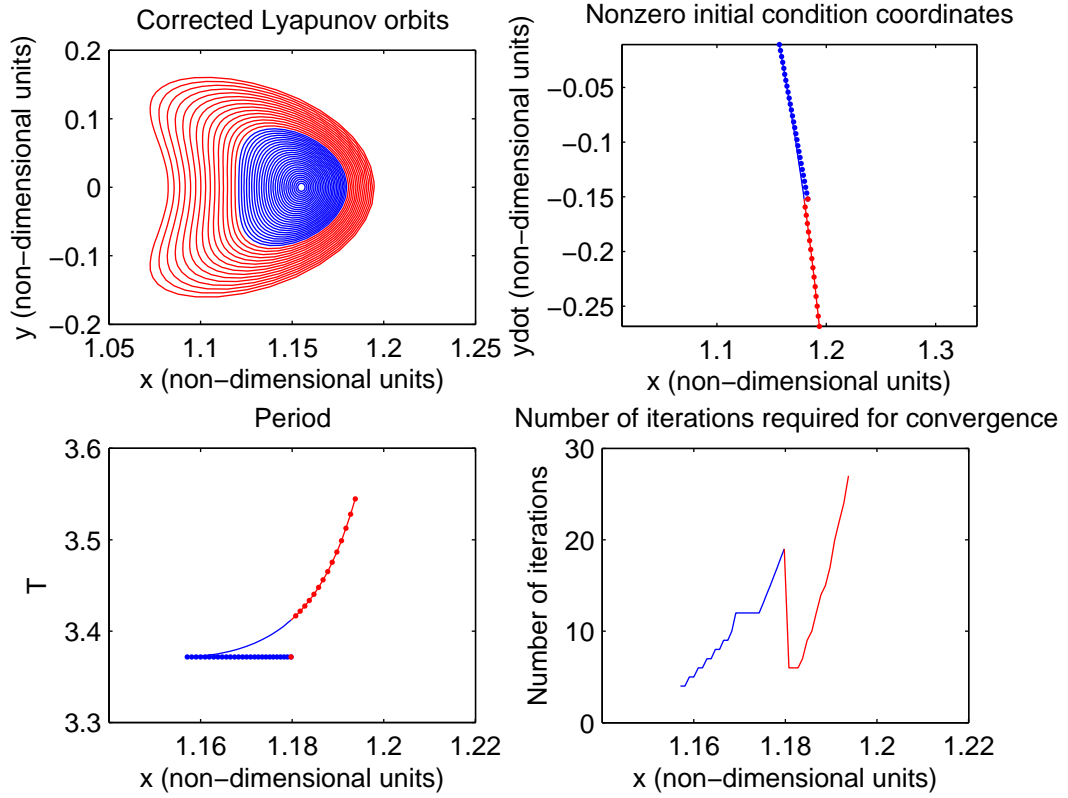 Corrected Lyapunov orbits
0.2
0.1
0
−0.1
−0.2
y (non−dimensional units)
1.05
1.1
1.15
1.2
1.25
x (non−dimensional units)
Nonzero initial condition coordinates
−0.05
−0.1
−0.15
−0.2
−0.25
ydot (non−dimensional units)
1.1
1.2
1.3
x (non−dimensional units)
Period
3.6
3.5
3.4
3.3
T
1.16
1.18
1.2
1.22
x (non−dimensional units)
Number of iterations required for convergence
30
20
10
0
Number of iterations
1.16
1.18
1.2
1.22
x (non−dimensional units)